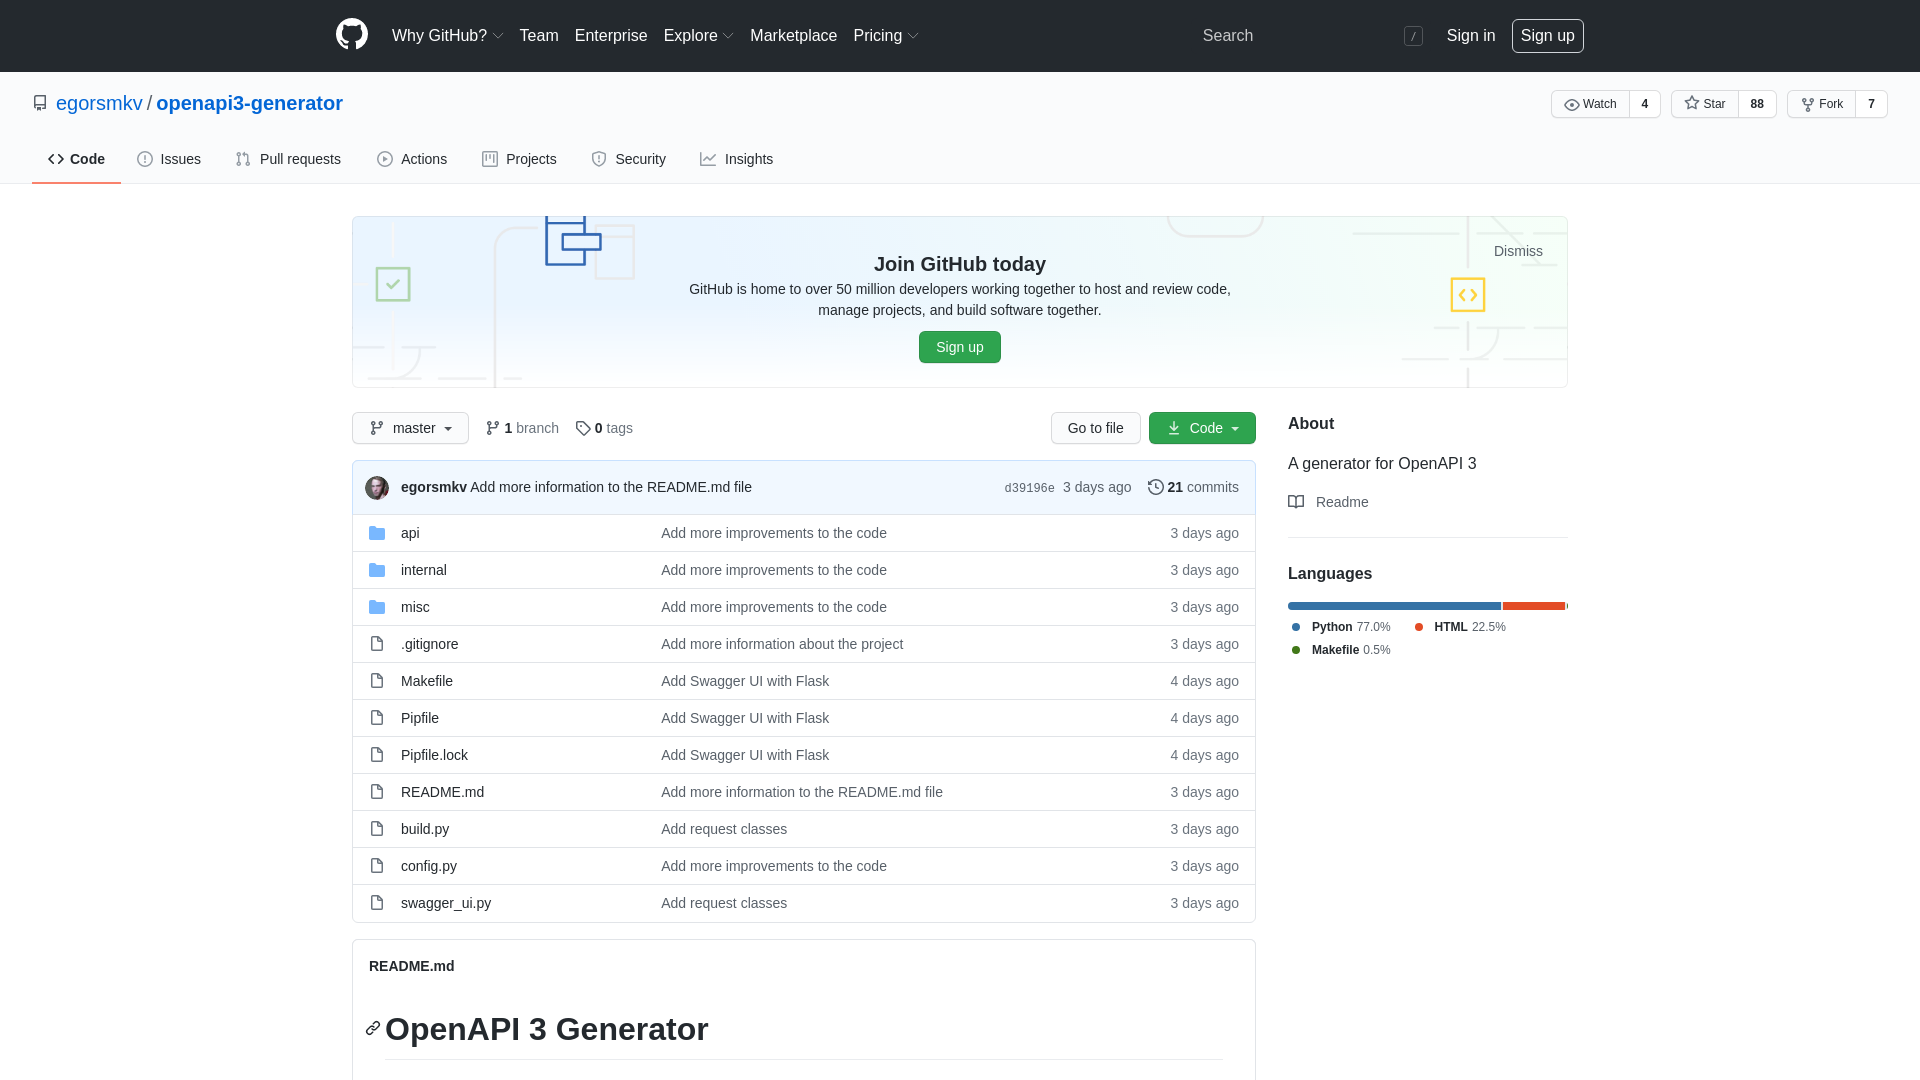 Why GitHub? Team Enterprise Explore Marketplace Pricing Search / Sign in Sign up
egorsmkv / openapi3-generator Watch 4 Star 88 Fork 7
Code Issues Pull requests Actions Projects Security Insights
Dismiss
Join GitHub today
GitHub is home to over 50 million developers working together to host and review code,
manage projects, and build software together.
Sign up
master 1 branch 0 tags Go to file Code
egorsmkv Add more information to the README.md file d39196e 3 days ago 21 commits
api Add more improvements to the code 3 days ago
internal Add more improvements to the code 3 days ago
misc Add more improvements to the code 3 days ago
.gitignore Add more information about the project 3 days ago
Makefile Add Swagger UI with Flask 4 days ago
Pipfile Add Swagger UI with Flask 4 days ago
Pipfile.lock Add Swagger UI with Flask 4 days ago
README.md Add more information to the README.md file 3 days ago
build.py Add request classes 3 days ago
config.py Add more improvements to the code 3 days ago
swagger_ui.py Add request classes 3 days ago
README.md
OpenAPI 3 Generator
About
A generator for OpenAPI 3
Readme
Languages
Python 77.0% HTML 22.5%
Makefile 0.5%